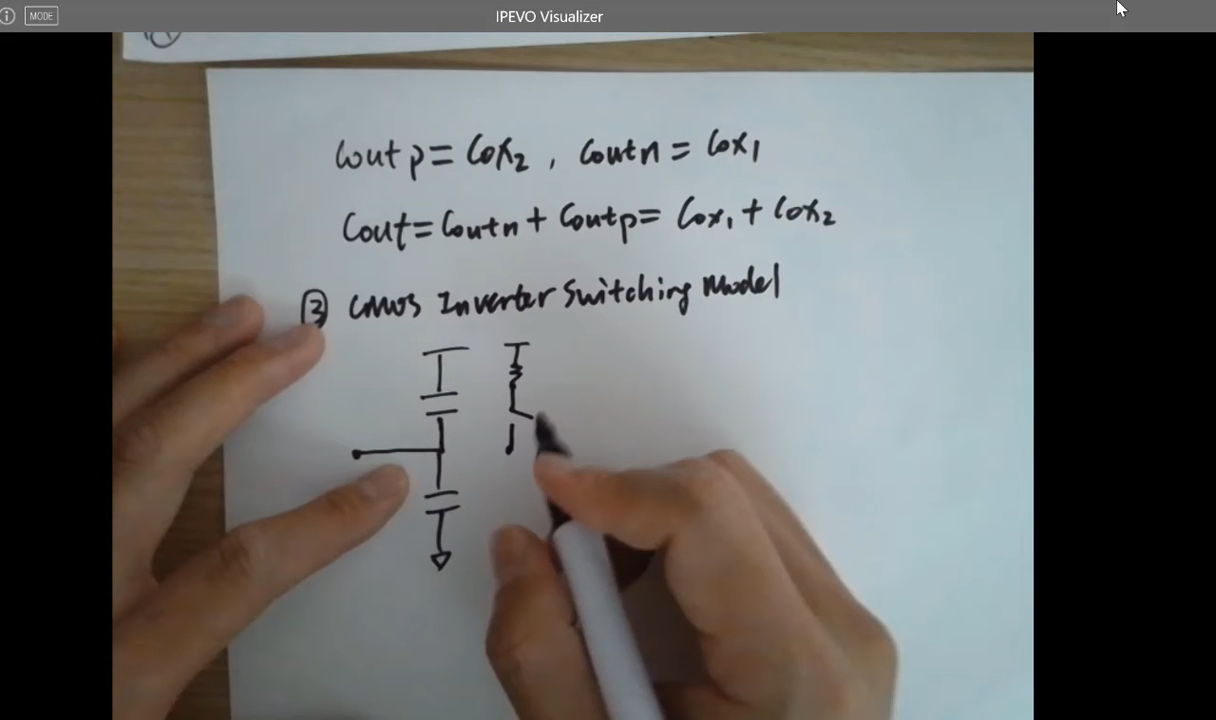 MODE
IPEVO Visualizer
Coutp = Cox2 , Coutn = Cox1
Cout = Coutn + Coutp = Cox1 + Cox2
③ CMOS Inverter Switching Model